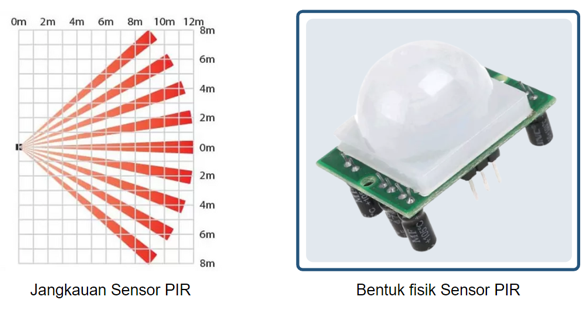 0m 2m 4m 6m 8m 10m 12m
8m
6m
4m
2m
0m
2m
4m
6m
8m
Jangkauan Sensor PIR
Bentuk fisik Sensor PIR